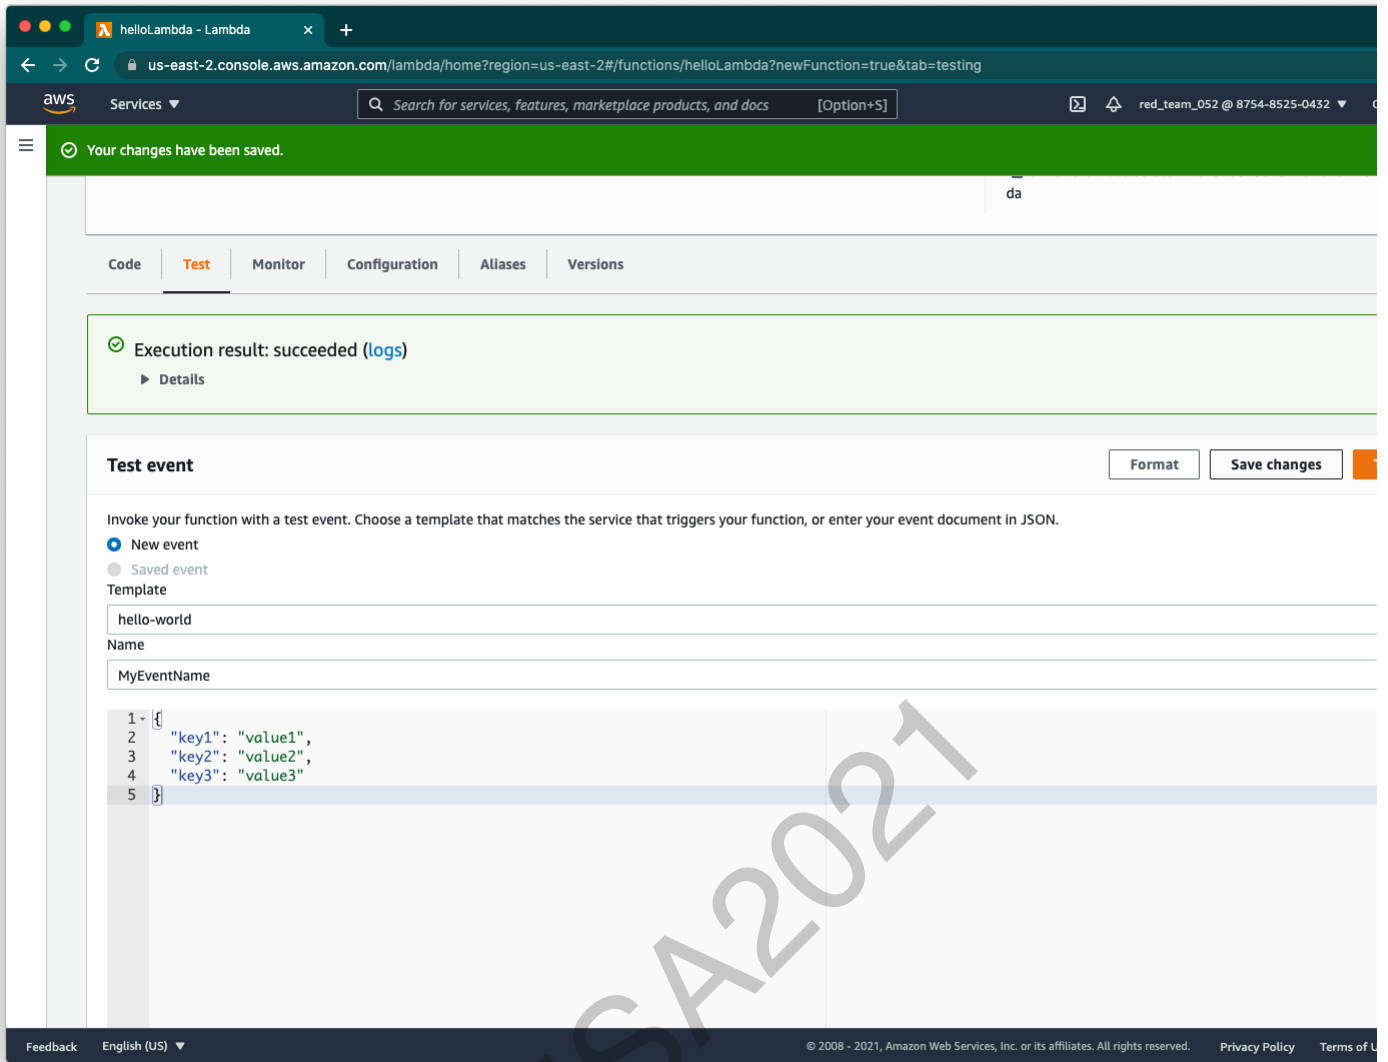 helloLambda - Lambda
us-east-2.console.aws.amazon.com/lambda/home?region=us-east-2#/functions/helloLambda?newFunction=true&tab=testing
aws Services Search for services, features, marketplace products, and docs [Option+S] red_team_052 @ 8754-8525-0432
Your changes have been saved.
da
Code Test Monitor Configuration Aliases Versions
Execution result: succeeded (logs)
Details
Test event Format Save changes
Invoke your function with a test event. Choose a template that matches the service that triggers your function, or enter your event document in JSON.
New event
Saved event
Template
hello-world
Name
MyEventName
1 {
2 "key1": "value1",
3 "key2": "value2",
4 "key3": "value3"
5 }
SA2021
Feedback English (US) © 2008 - 2021, Amazon Web Services, Inc. or its affiliates. All rights reserved. Privacy Policy Terms of